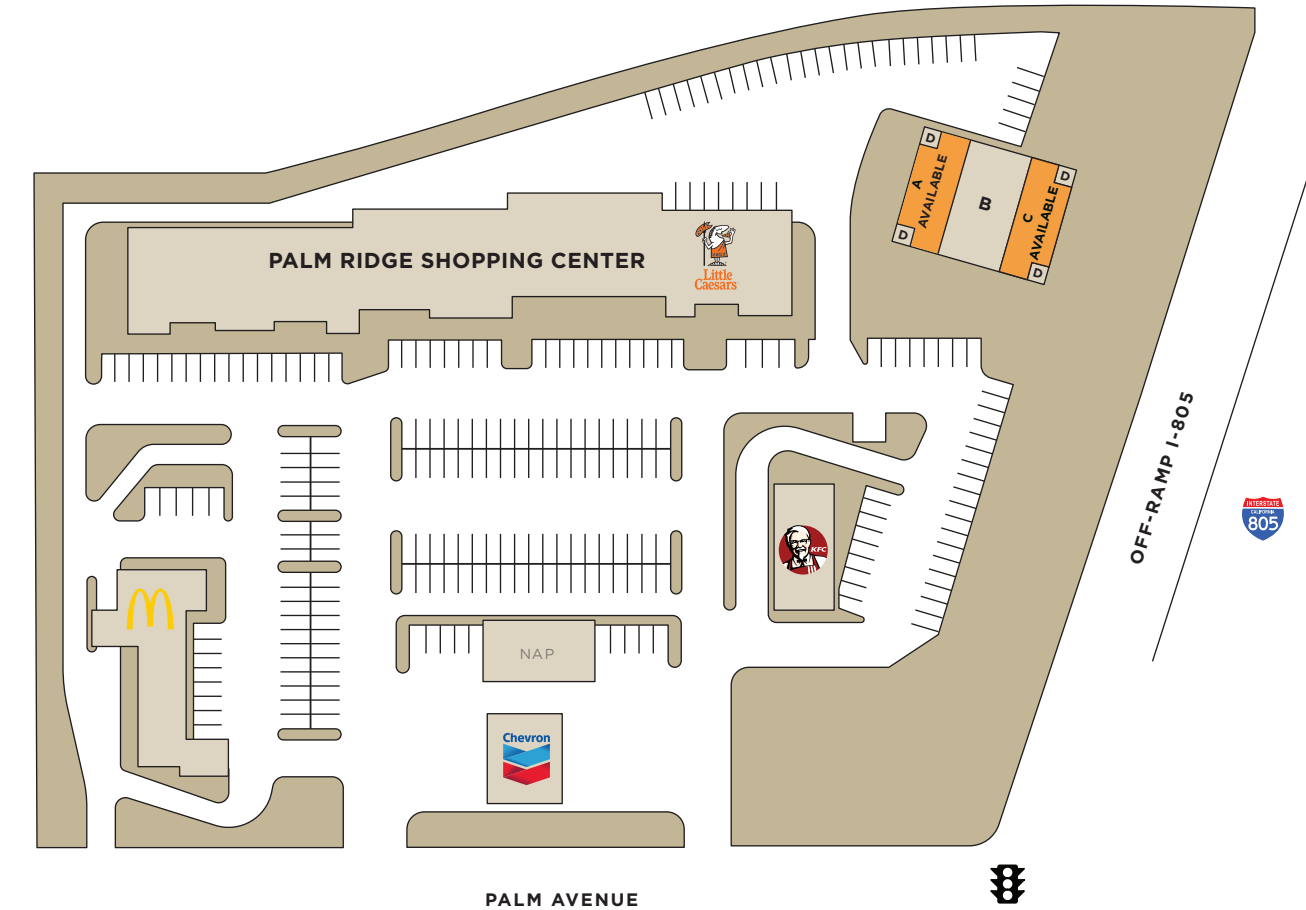 D
A
AVAILABLE
D
B
D
C
AVAILABLE
D
PALM RIDGE SHOPPING CENTER
Little
Caesars
OFF-RAMP I-805
INTERSTATE
CALIFORNIA
805
KFC
NAP
Chevron
PALM AVENUE